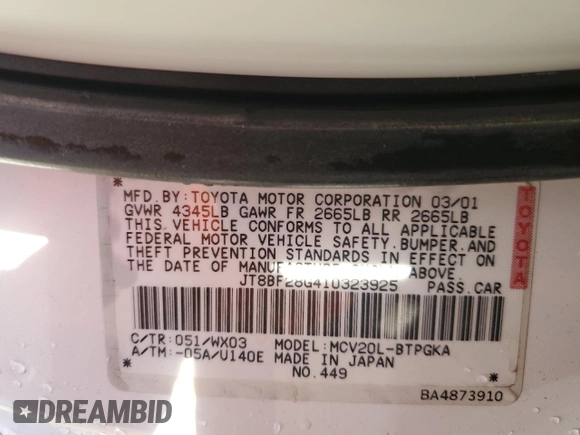 MFD.BY:TOYOTA MOTOR CORPORATION 03/01
GVWR 4345LB GAWR FR 2665LB RR 2665LB
THIS VEHICLE CONFORMS TO ALL APPLICABLE
FEDERAL MOTOR VEHICLE SAFETY.BUMPER.AND
THEFT PREVENTION STANDARDS IN EFFECT ON
THE DATE OF MANUFACTURE SHOWN ABOVE.
JT8BF28G410323925 PASS.CAR
C/TR:051/WX03 MODEL:MCV20L-BTPGKA
A/TM:-05A/U140E MADE IN JAPAN
NO.449
BA4873910
TOYOTA
DREAMBID